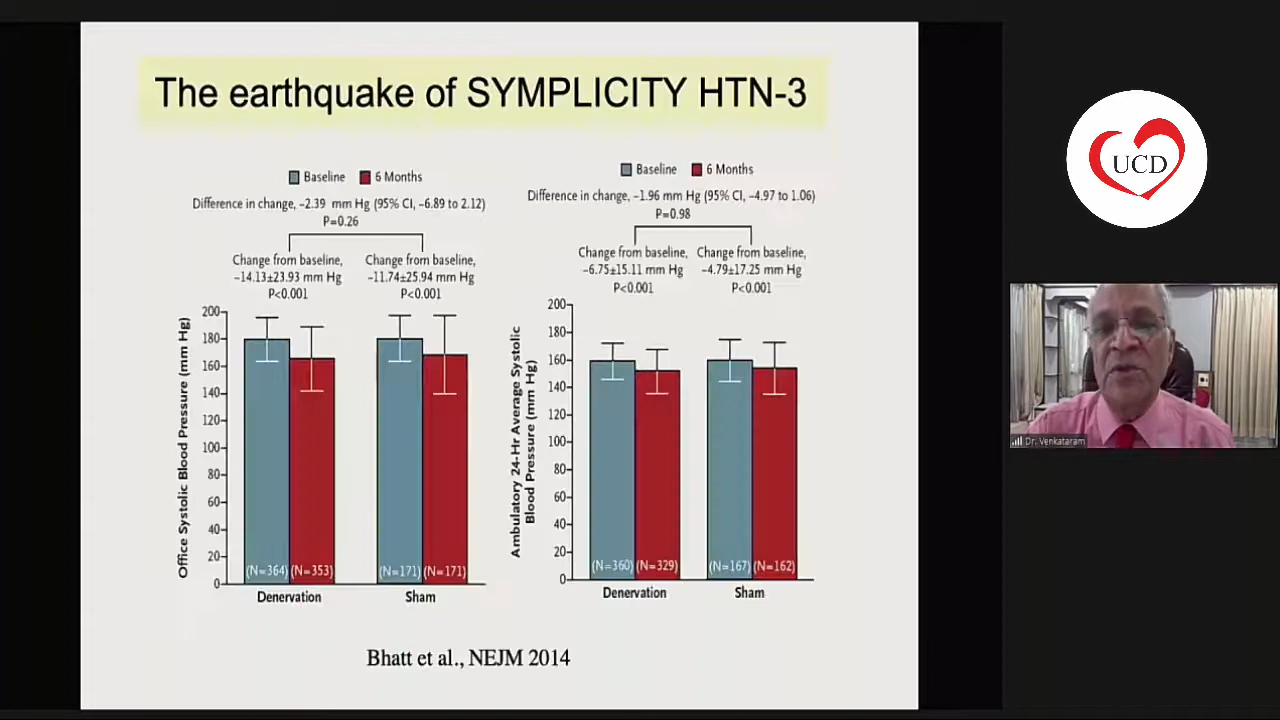 The earthquake of SYMPLICITY HTN-3
Baseline 6 Months
Difference in change, −2.39 mm Hg (95% CI, −6.89 to 2.12)
P=0.26
Change from baseline, Change from baseline,
−14.13±23.93 mm Hg −11.74±25.94 mm Hg
P<0.001 P<0.001
Office Systolic Blood Pressure (mm Hg)
200
180
160
140
120
100
80
60
40
20
0
(N=364) (N=353) (N=171) (N=171)
Denervation Sham
Baseline 6 Months
Difference in change, −1.96 mm Hg (95% CI, −4.97 to 1.06)
P=0.98
Change from baseline, Change from baseline,
−6.75±15.11 mm Hg −4.79±17.25 mm Hg
P<0.001 P<0.001
Ambulatory 24-Hr Average Systolic
Blood Pressure (mm Hg)
200
180
160
140
120
100
80
60
40
20
0
(N=360) (N=329) (N=167) (N=162)
Denervation Sham
Bhatt et al., NEJM 2014
UCD
Dr. Venkataram